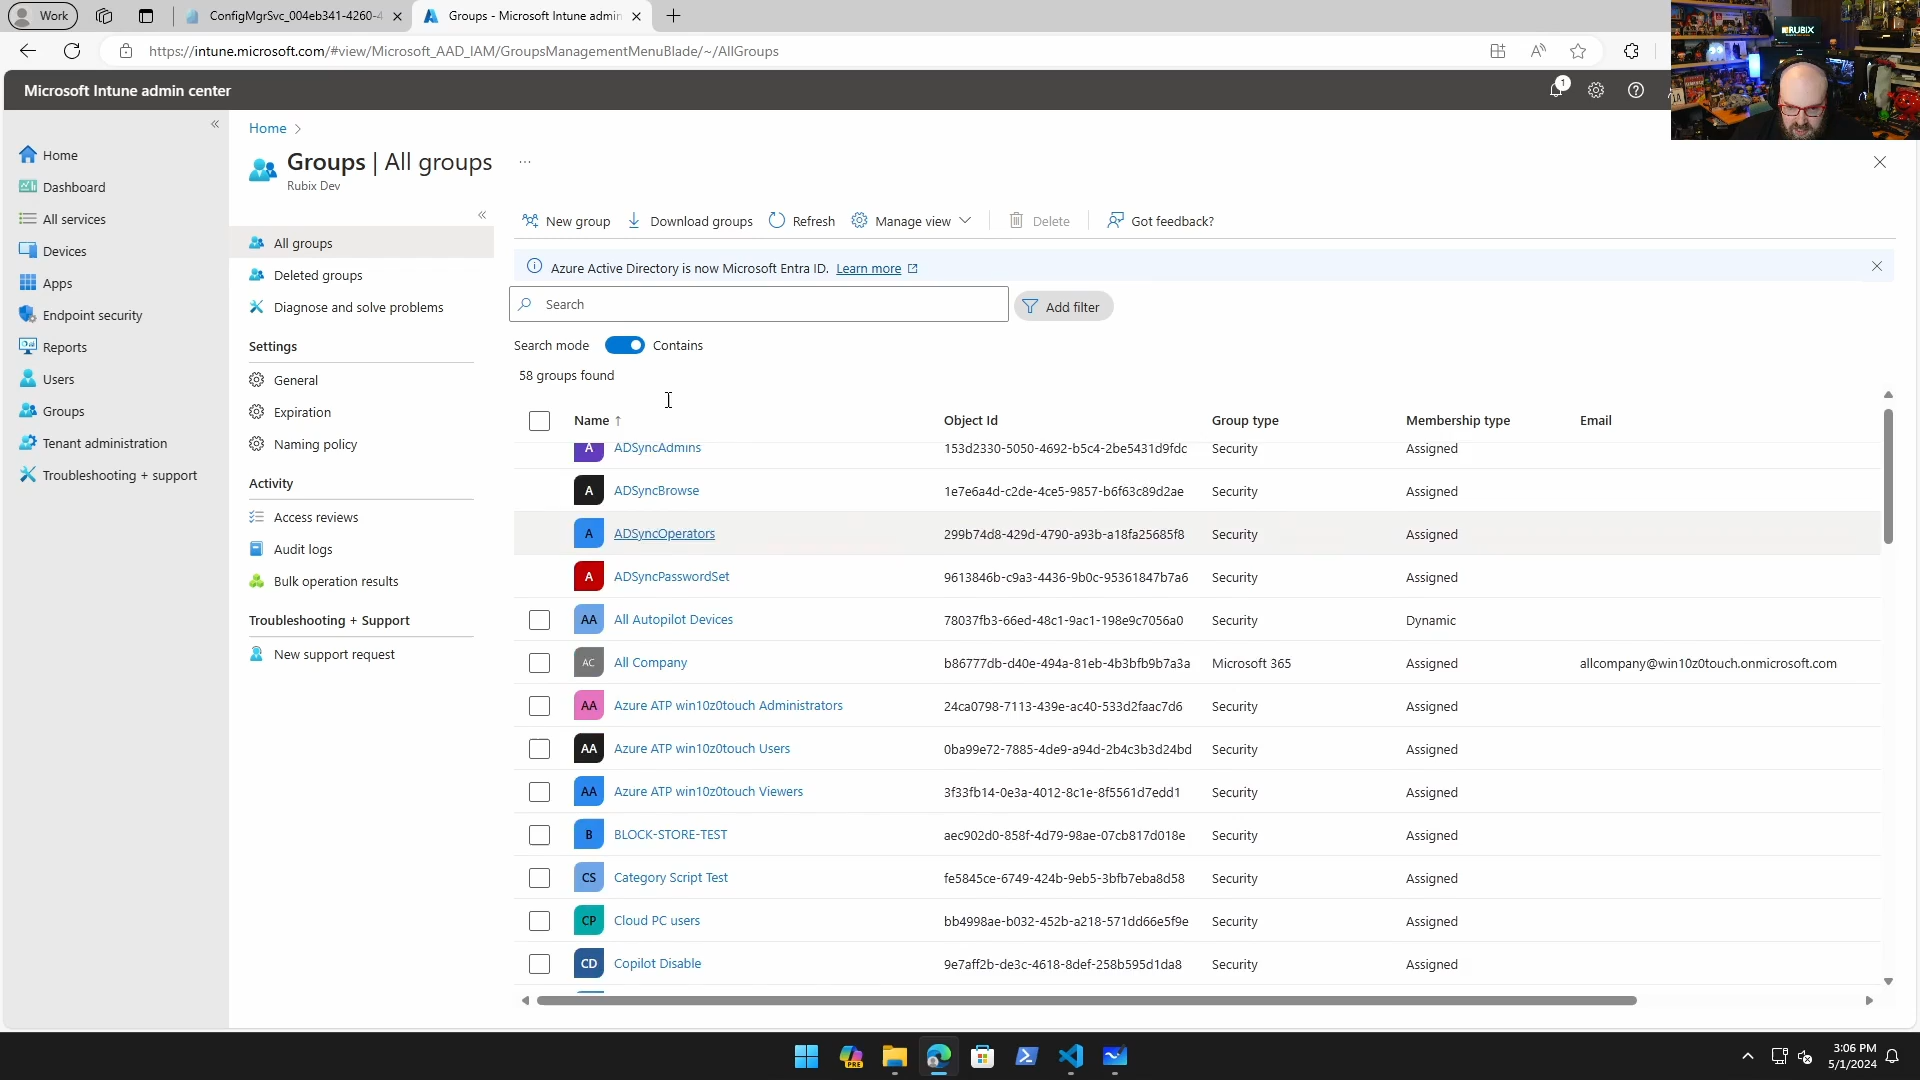 Work
ConfigMgrSvc_004eb341-4260-4
Groups - Microsoft Intune admin
https://intune.microsoft.com/#view/Microsoft_AAD_IAM/GroupsManagementMenuBlade/~/AllGroups
RUBIX
Microsoft Intune admin center
1
Home
Dashboard
All services
Devices
Apps
Endpoint security
Reports
Users
Groups
Tenant administration
Troubleshooting + support
Home >
Groups | All groups
Rubix Dev
All groups
Deleted groups
Diagnose and solve problems
Settings
General
Expiration
Naming policy
Activity
Access reviews
Audit logs
Bulk operation results
Troubleshooting + Support
New support request
New group Download groups Refresh Manage view Delete Got feedback?
Azure Active Directory is now Microsoft Entra ID. Learn more
Search
Add filter
Search mode Contains
58 groups found
Name ↑ Object Id Group type Membership type Email
A ADSyncAdmins 153d2330-5050-4692-b5c4-2be5431d9fdc Security Assigned
A ADSyncBrowse 1e7e6a4d-c2de-4ce5-9857-b6f63c89d2ae Security Assigned
A ADSyncOperators 299b74d8-429d-4790-a93b-a18fa25685f8 Security Assigned
A ADSyncPasswordSet 9613846b-c9a3-4436-9b0c-95361847b7a6 Security Assigned
AA All Autopilot Devices 78037fb3-66ed-48c1-9ac1-198e9c7056a0 Security Dynamic
AC All Company b86777db-d40e-494a-81eb-4b3bfb9b7a3a Microsoft 365 Assigned allcompany@win10z0touch.onmicrosoft.com
AA Azure ATP win10z0touch Administrators 24ca0798-7113-439e-ac40-533d2faac7d6 Security Assigned
AA Azure ATP win10z0touch Users 0ba99e72-7885-4de9-a94d-2b4c3b3d24bd Security Assigned
AA Azure ATP win10z0touch Viewers 3f33fb14-0e3a-4012-8c1e-8f5561d7edd1 Security Assigned
B BLOCK-STORE-TEST aec902d0-858f-4d79-98ae-07cb817d018e Security Assigned
CS Category Script Test fe5845ce-6749-424b-9eb5-3bfb7eba8d58 Security Assigned
CP Cloud PC users bb4998ae-b032-452b-a218-571dd66e5f9e Security Assigned
CD Copilot Disable 9e7aff2b-de3c-4618-8def-258b595d1da8 Security Assigned
PRE
3:06 PM
5/1/2024